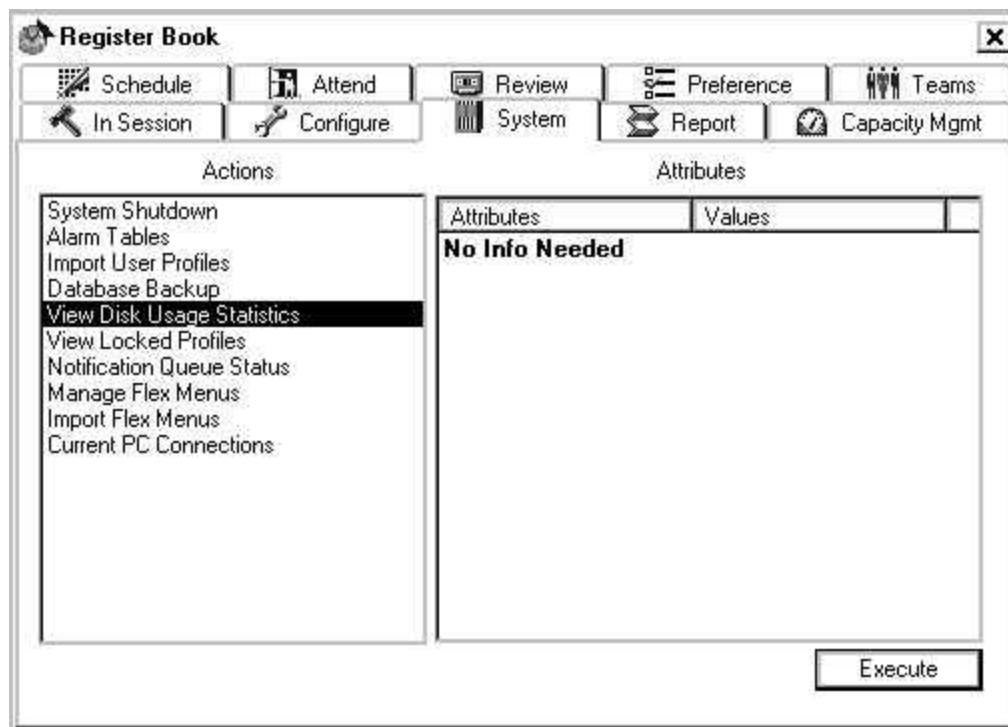 Register Book
Schedule Attend Review Preference Teams
In Session Configure System Report Capacity Mgmt
Actions Attributes
System Shutdown
Alarm Tables
Import User Profiles
Database Backup
View Disk Usage Statistics
View Locked Profiles
Notification Queue Status
Manage Flex Menus
Import Flex Menus
Current PC Connections
Attributes Values
No Info Needed
Execute